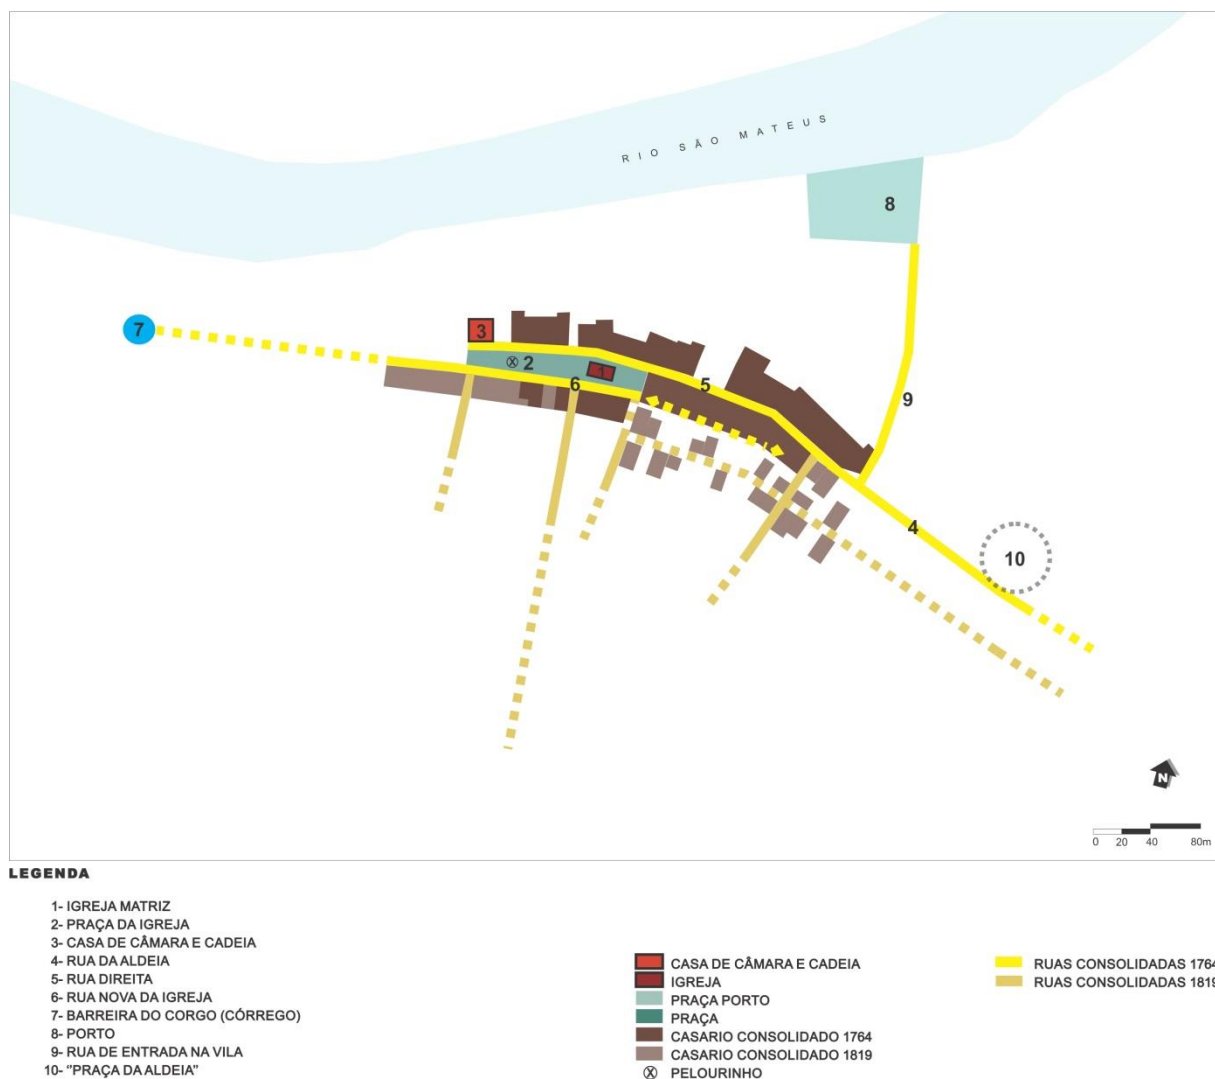 RIO SÃO MATEUS
8
7
3
2
1
6
5
9
4
10
N
0 20 40 80m
LEGENDA
1- IGREJA MATRIZ
2- PRAÇA DA IGREJA
3- CASA DE CÂMARA E CADEIA
4- RUA DA ALDEIA
5- RUA DIREITA
6- RUA NOVA DA IGREJA
7- BARREIRA DO CORGO (CÓRREGO)
8- PORTO
9- RUA DE ENTRADA NA VILA
10- "PRAÇA DA ALDEIA"
CASA DE CÂMARA E CADEIA
IGREJA
PRAÇA PORTO
PRAÇA
CASARIO CONSOLIDADO 1764
CASARIO CONSOLIDADO 1819
PELOURINHO
RUAS CONSOLIDADAS 1764
RUAS CONSOLIDADAS 1819